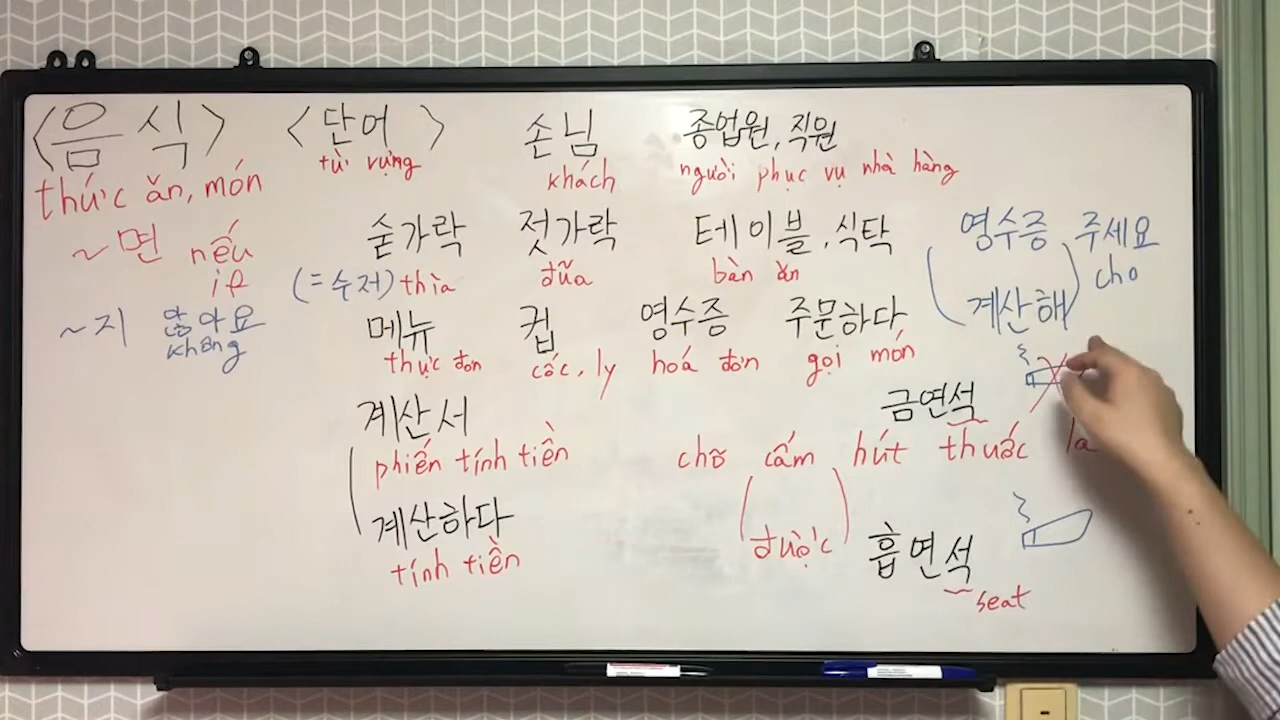 <음식> <단어> 손님 종업원, 직원
thức ăn, món từ vựng khách người phục vụ nhà hàng
~면 nếu 숟가락 젓가락 테이블, 식탁 영수증 주세요
if (=수저) thìa đũa bàn ăn cho
~지 않아요 메뉴 컵 영수증 주문하다 계산해
không thực đơn cốc, ly hoá đơn gọi món
계산서 금연석
phiến tính tiền chỗ cấm hút thuốc la
계산하다 được 흡연석
tính tiền seat